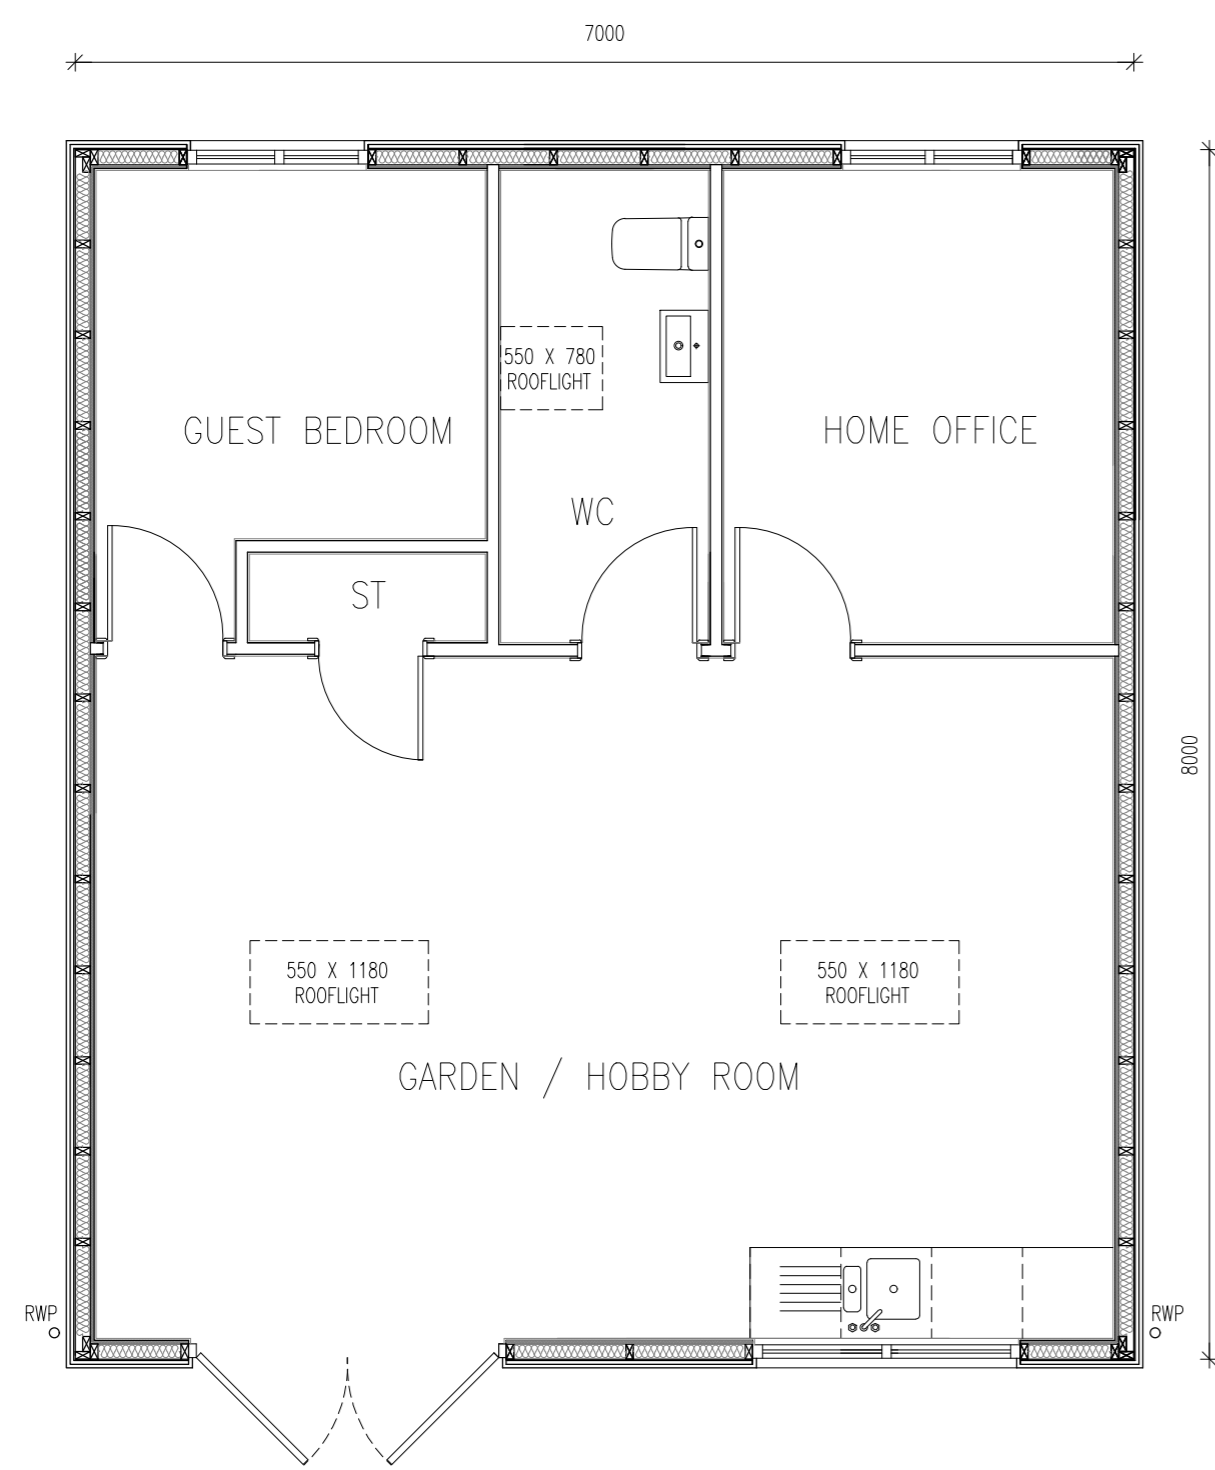 7000
550 X 780
ROOFLIGHT
GUEST BEDROOM
HOME OFFICE
WC
ST
8000
550 X 1180
ROOFLIGHT
550 X 1180
ROOFLIGHT
GARDEN / HOBBY ROOM
RWP
RWP